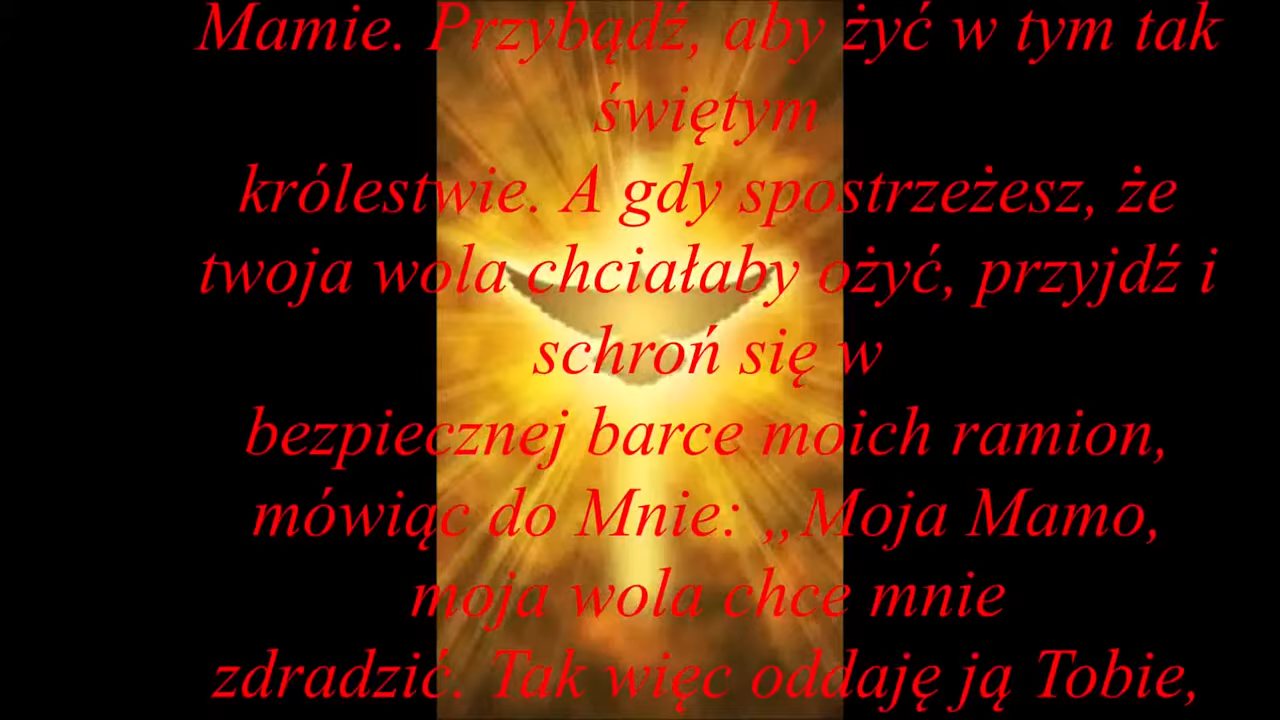 Mamie. Przybądź, aby żyć w tym tak
świętym
królestwie. A gdy spostrzeżesz, że
twoja wola chciałaby ożyć, przyjdź i
schroń się w
bezpiecznej barce moich ramion,
mówiąc do Mnie: „Moja Mamo,
moja wola chce mnie
zdradzić. Tak więc oddaję ją Tobie,